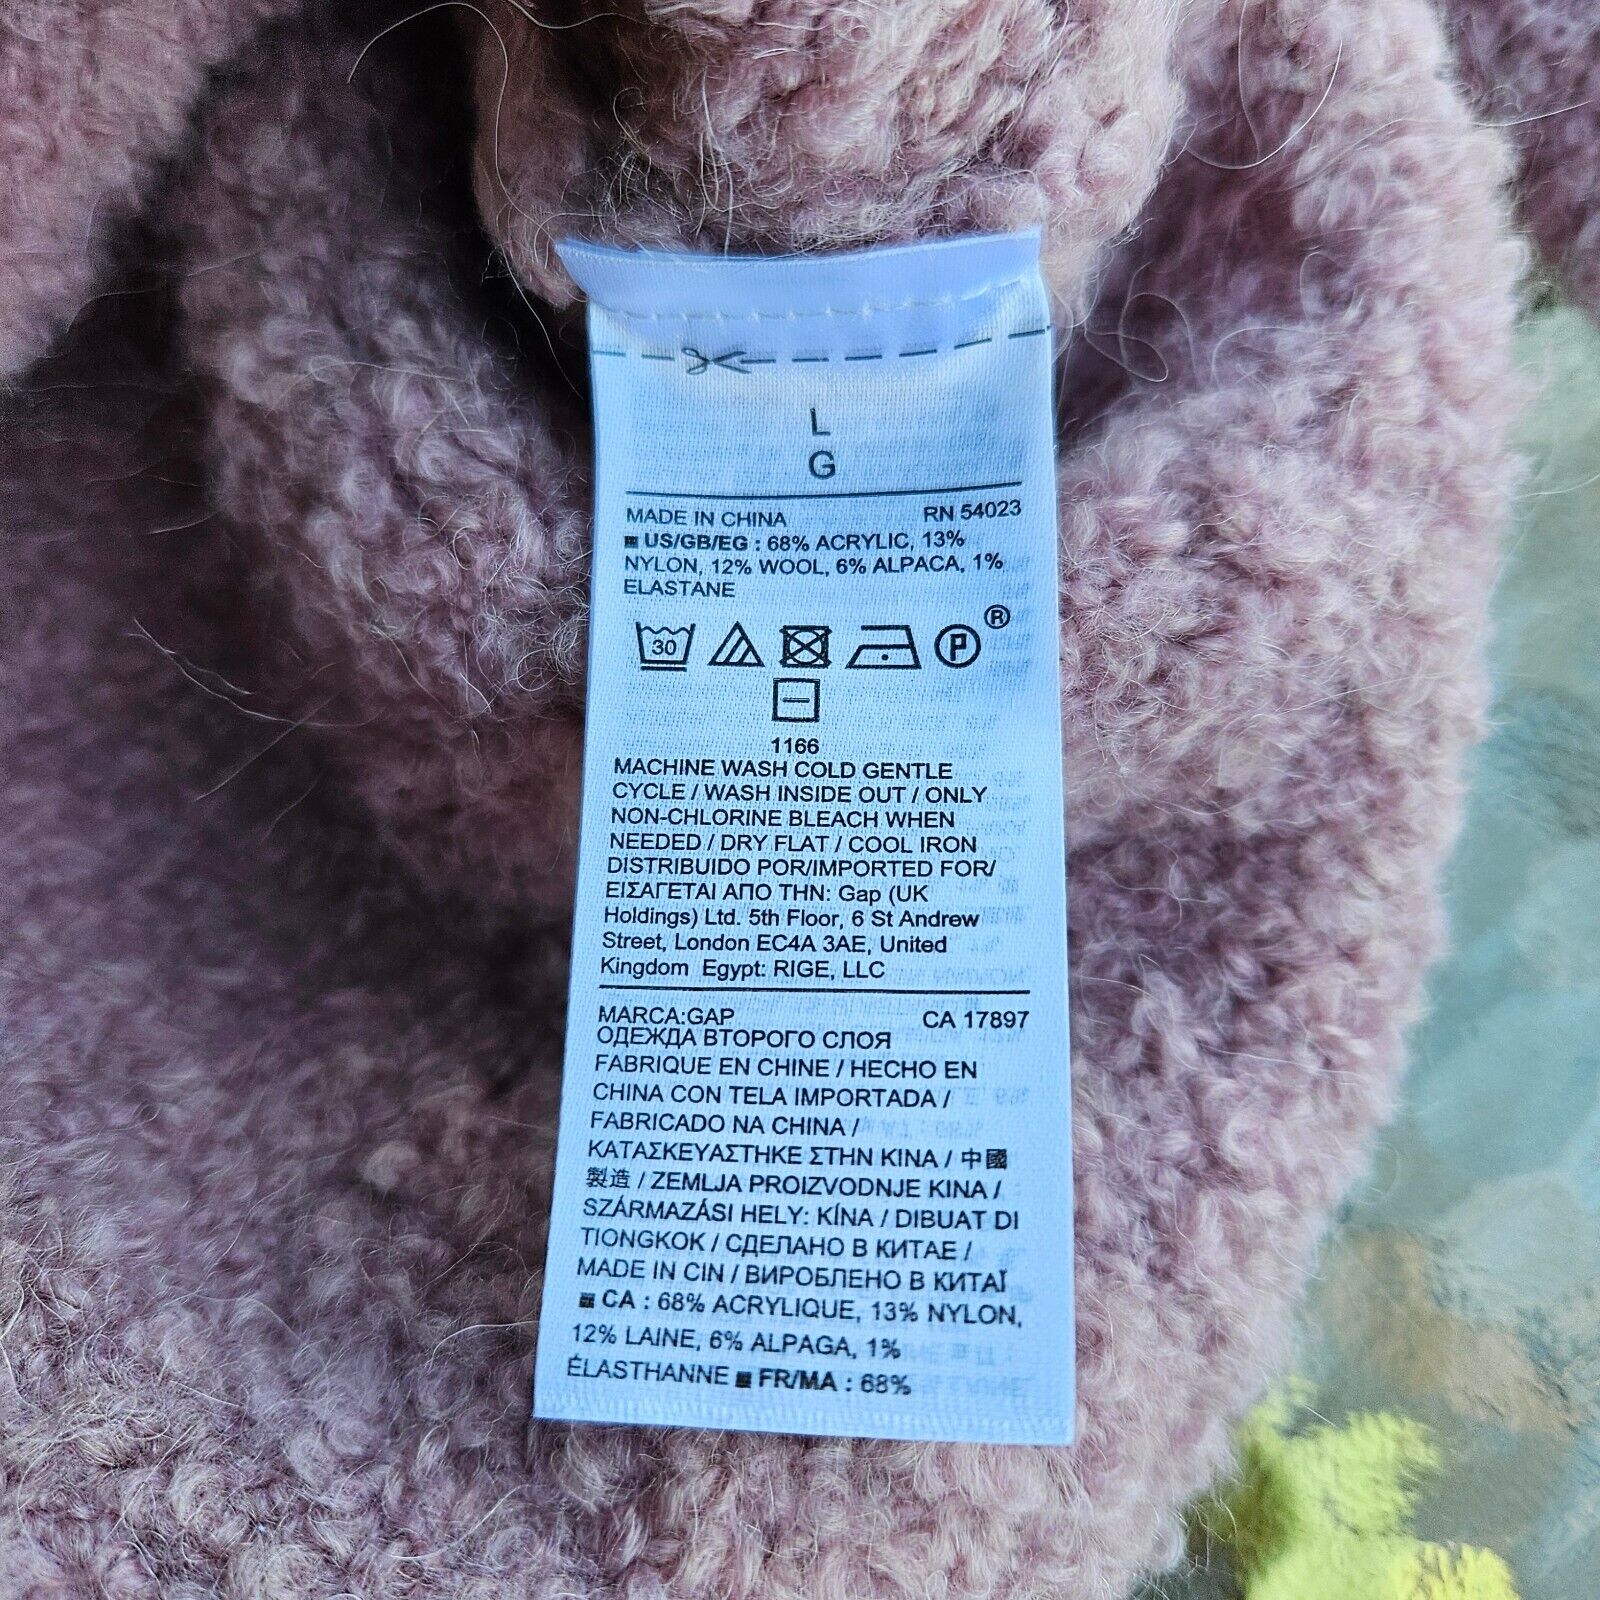 L
G
MADE IN CHINA RN 54023
US/GB/EG : 68% ACRYLIC, 13%
NYLON, 12% WOOL, 6% ALPACA, 1%
ELASTANE
30 P ®
1166
MACHINE WASH COLD GENTLE
CYCLE / WASH INSIDE OUT / ONLY
NON-CHLORINE BLEACH WHEN
NEEDED / DRY FLAT / COOL IRON
DISTRIBUIDO POR/IMPORTED FOR/
ΕΙΣΑΓΕΤΑΙ ΑΠΟ ΤΗΝ: Gap (UK
Holdings) Ltd. 5th Floor, 6 St Andrew
Street, London EC4A 3AE, United
Kingdom Egypt: RIGE, LLC
MARCA:GAP CA 17897
ОДЕЖДА ВТОРОГО СЛОЯ
FABRIQUE EN CHINE / HECHO EN
CHINA CON TELA IMPORTADA /
FABRICADO NA CHINA /
ΚΑΤΑΣΚΕΥΑΣΤΗΚΕ ΣΤΗΝ ΚΙΝΑ / 中國
製造 / ZEMLJA PROIZVODNJE KINA /
SZÁRMAZÁSI HELY: KÍNA / DIBUAT DI
TIONGKOK / СДЕЛАНО В КИТАЕ /
MADE IN CIN / ВИРОБЛЕНО В КИТАЇ
CA : 68% ACRYLIQUE, 13% NYLON,
12% LAINE, 6% ALPAGA, 1%
ÉLASTHANNE FR/MA : 68%